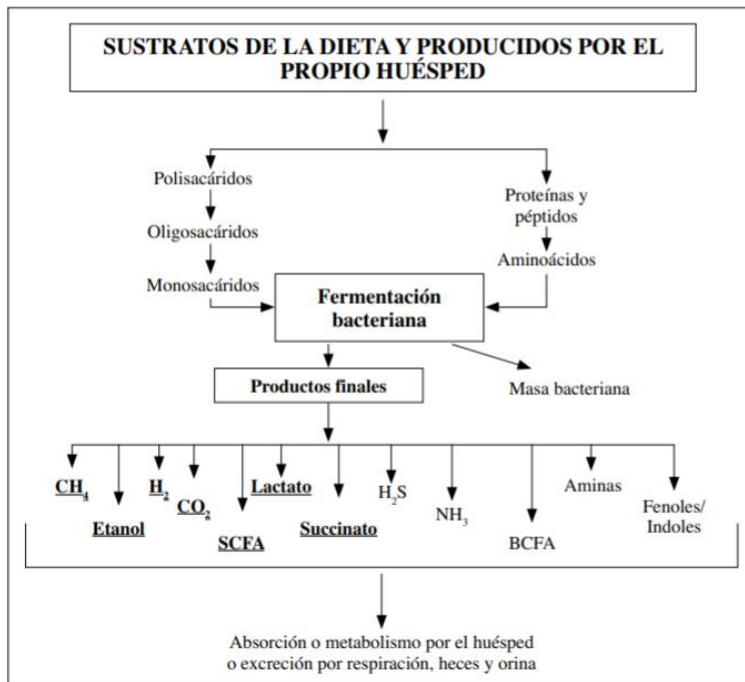 SUSTRATOS DE LA DIETA Y PRODUCIDOS POR EL
PROPIO HUÉSPED
Polisacáridos
Oligosacáridos
Monosacáridos
Proteínas y
péptidos
Aminoácidos
Fermentación
bacteriana
Productos finales
Masa bacteriana
CH₄
Etanol
H₂
CO₂
SCFA
Lactato
Succinato
H₂S
NH₃
BCFA
Aminas
Fenoles/
Indoles
Absorción o metabolismo por el huésped
o excreción por respiración, heces y orina